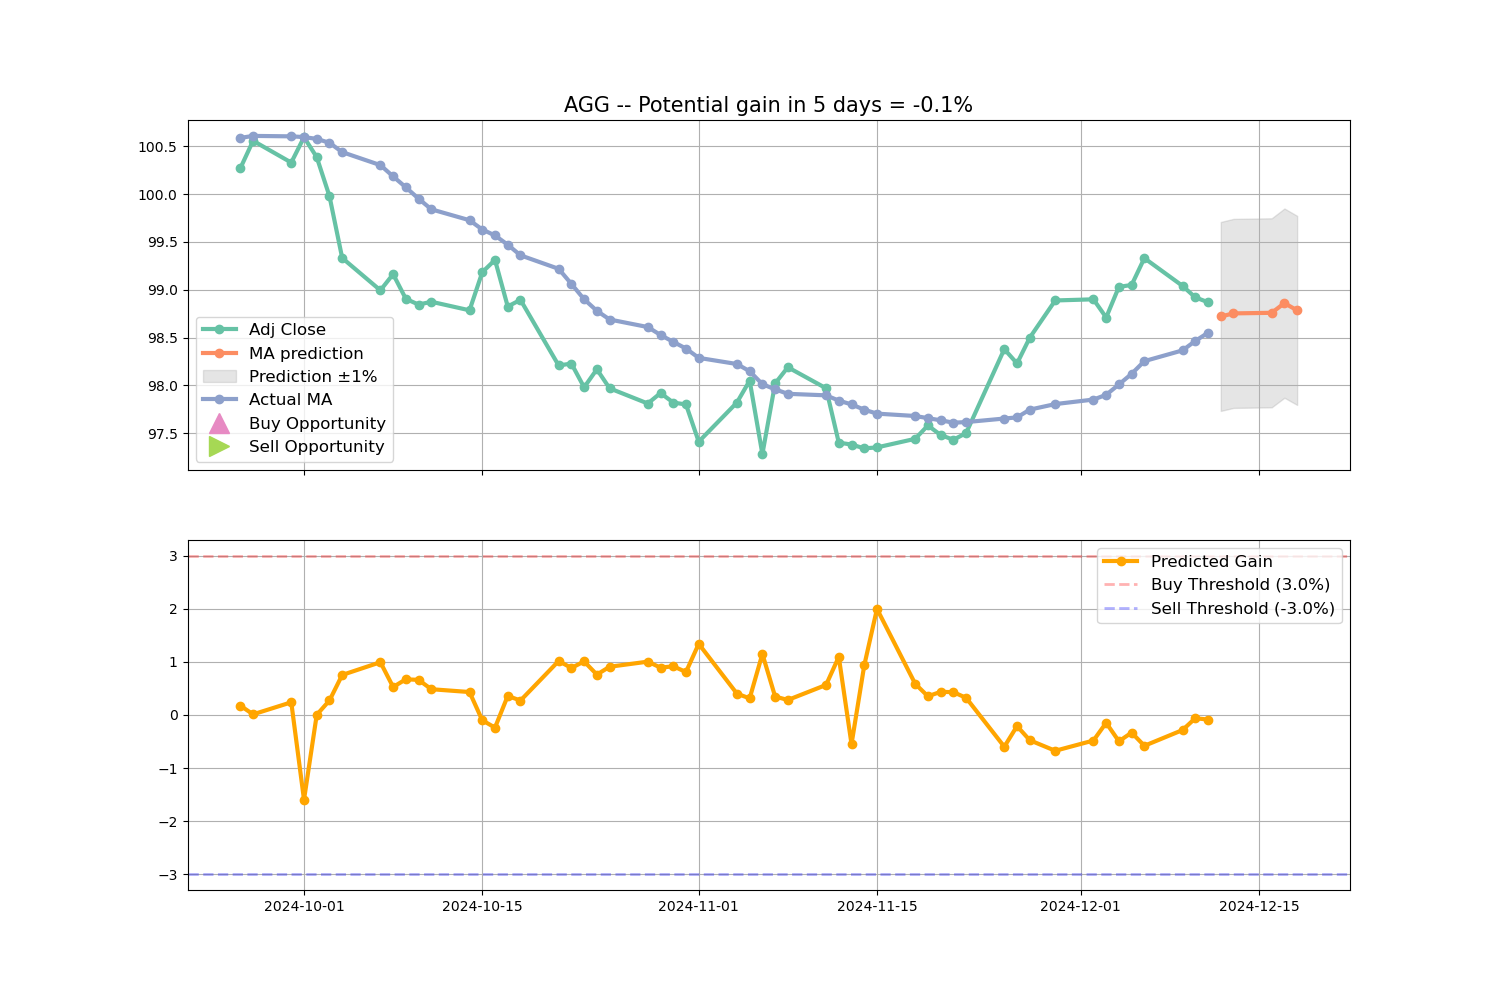 AGG -- Potential gain in 5 days = -0.1%
100.5
100.0
99.5
99.0
98.5
98.0
97.5
Adj Close
MA prediction
Prediction ±1%
Actual MA
Buy Opportunity
Sell Opportunity
3
2
1
0
−1
−2
−3
Predicted Gain
Buy Threshold (3.0%)
Sell Threshold (-3.0%)
2024-10-01 2024-10-15 2024-11-01 2024-11-15 2024-12-01 2024-12-15